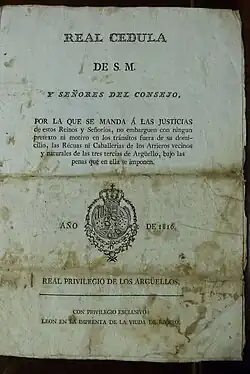 REAL CEDULA
DE S. M.
Y SEÑORES DEL CONSEJO,
POR LA QUE SE MANDA Á LAS JUSTICIAS
de estos Reinos y Señoríos, no embarguen con ningun
pretexto ni motivo en los tránsitos fuera de su domi-
cilio, las Recuas ni Caballerias de los Arrieros vecinos
y naturales de las tres tercias de Argüello, bajo las
penas que en ella se imponen.
AÑO DE 1816.
REAL PRIVILEGIO DE LOS ARGÜELLOS.
CON PRIVILEGIO EXCLUSIVO
LEON EN LA IMPRENTA DE LA VIUDA DE